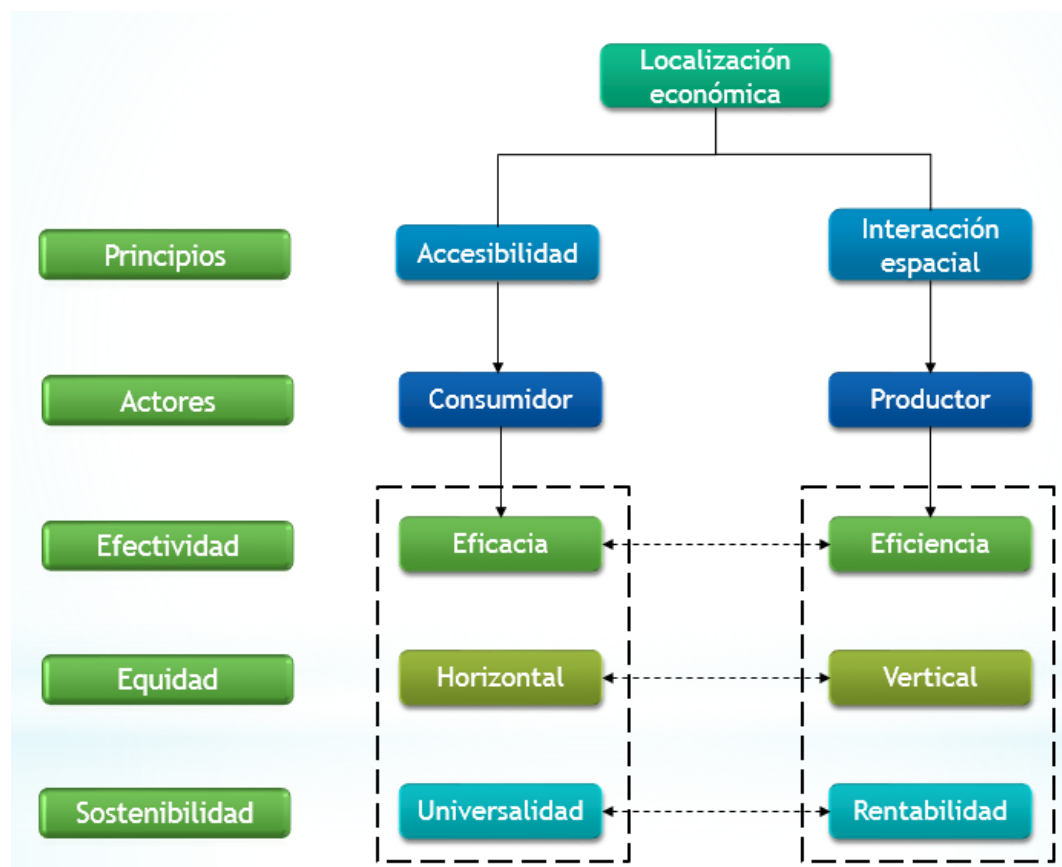 Localización
económica
Principios
Accesibilidad
Interacción
espacial
Actores
Consumidor
Productor
Efectividad
Eficacia
Eficiencia
Equidad
Horizontal
Vertical
Sostenibilidad
Universalidad
Rentabilidad